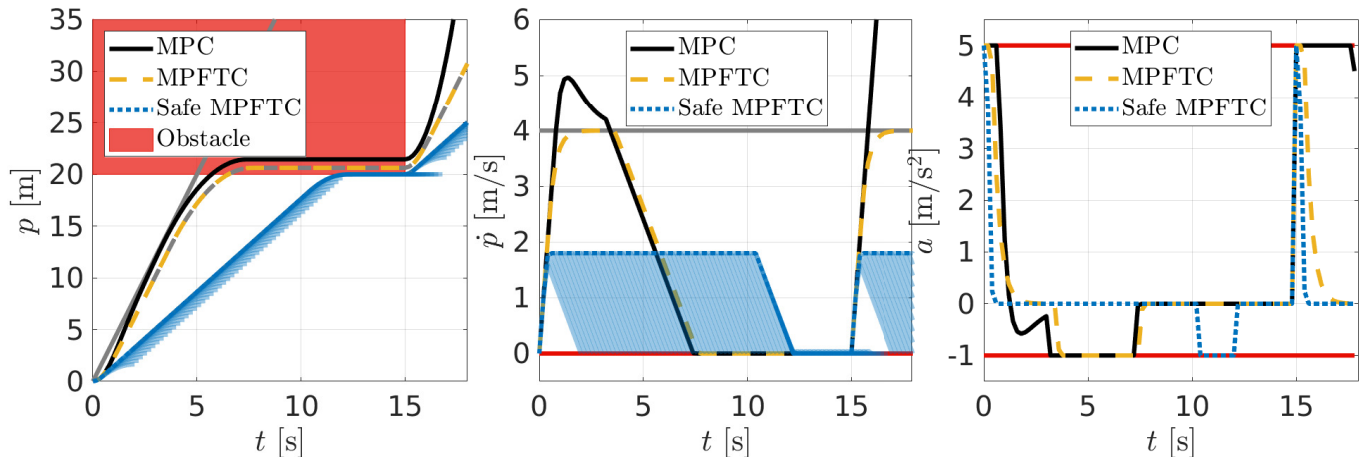 35
30
25
20
15
10
5
0
p [m]
MPC
MPFTC
Safe MPFTC
Obstacle
0 5 10 15
t [s]
6
5
4
3
2
1
0
ṗ [m/s]
MPC
MPFTC
Safe MPFTC
0 5 10 15
t [s]
5
4
3
2
1
0
-1
a [m/s²]
MPC
MPFTC
Safe MPFTC
0 5 10 15
t [s]